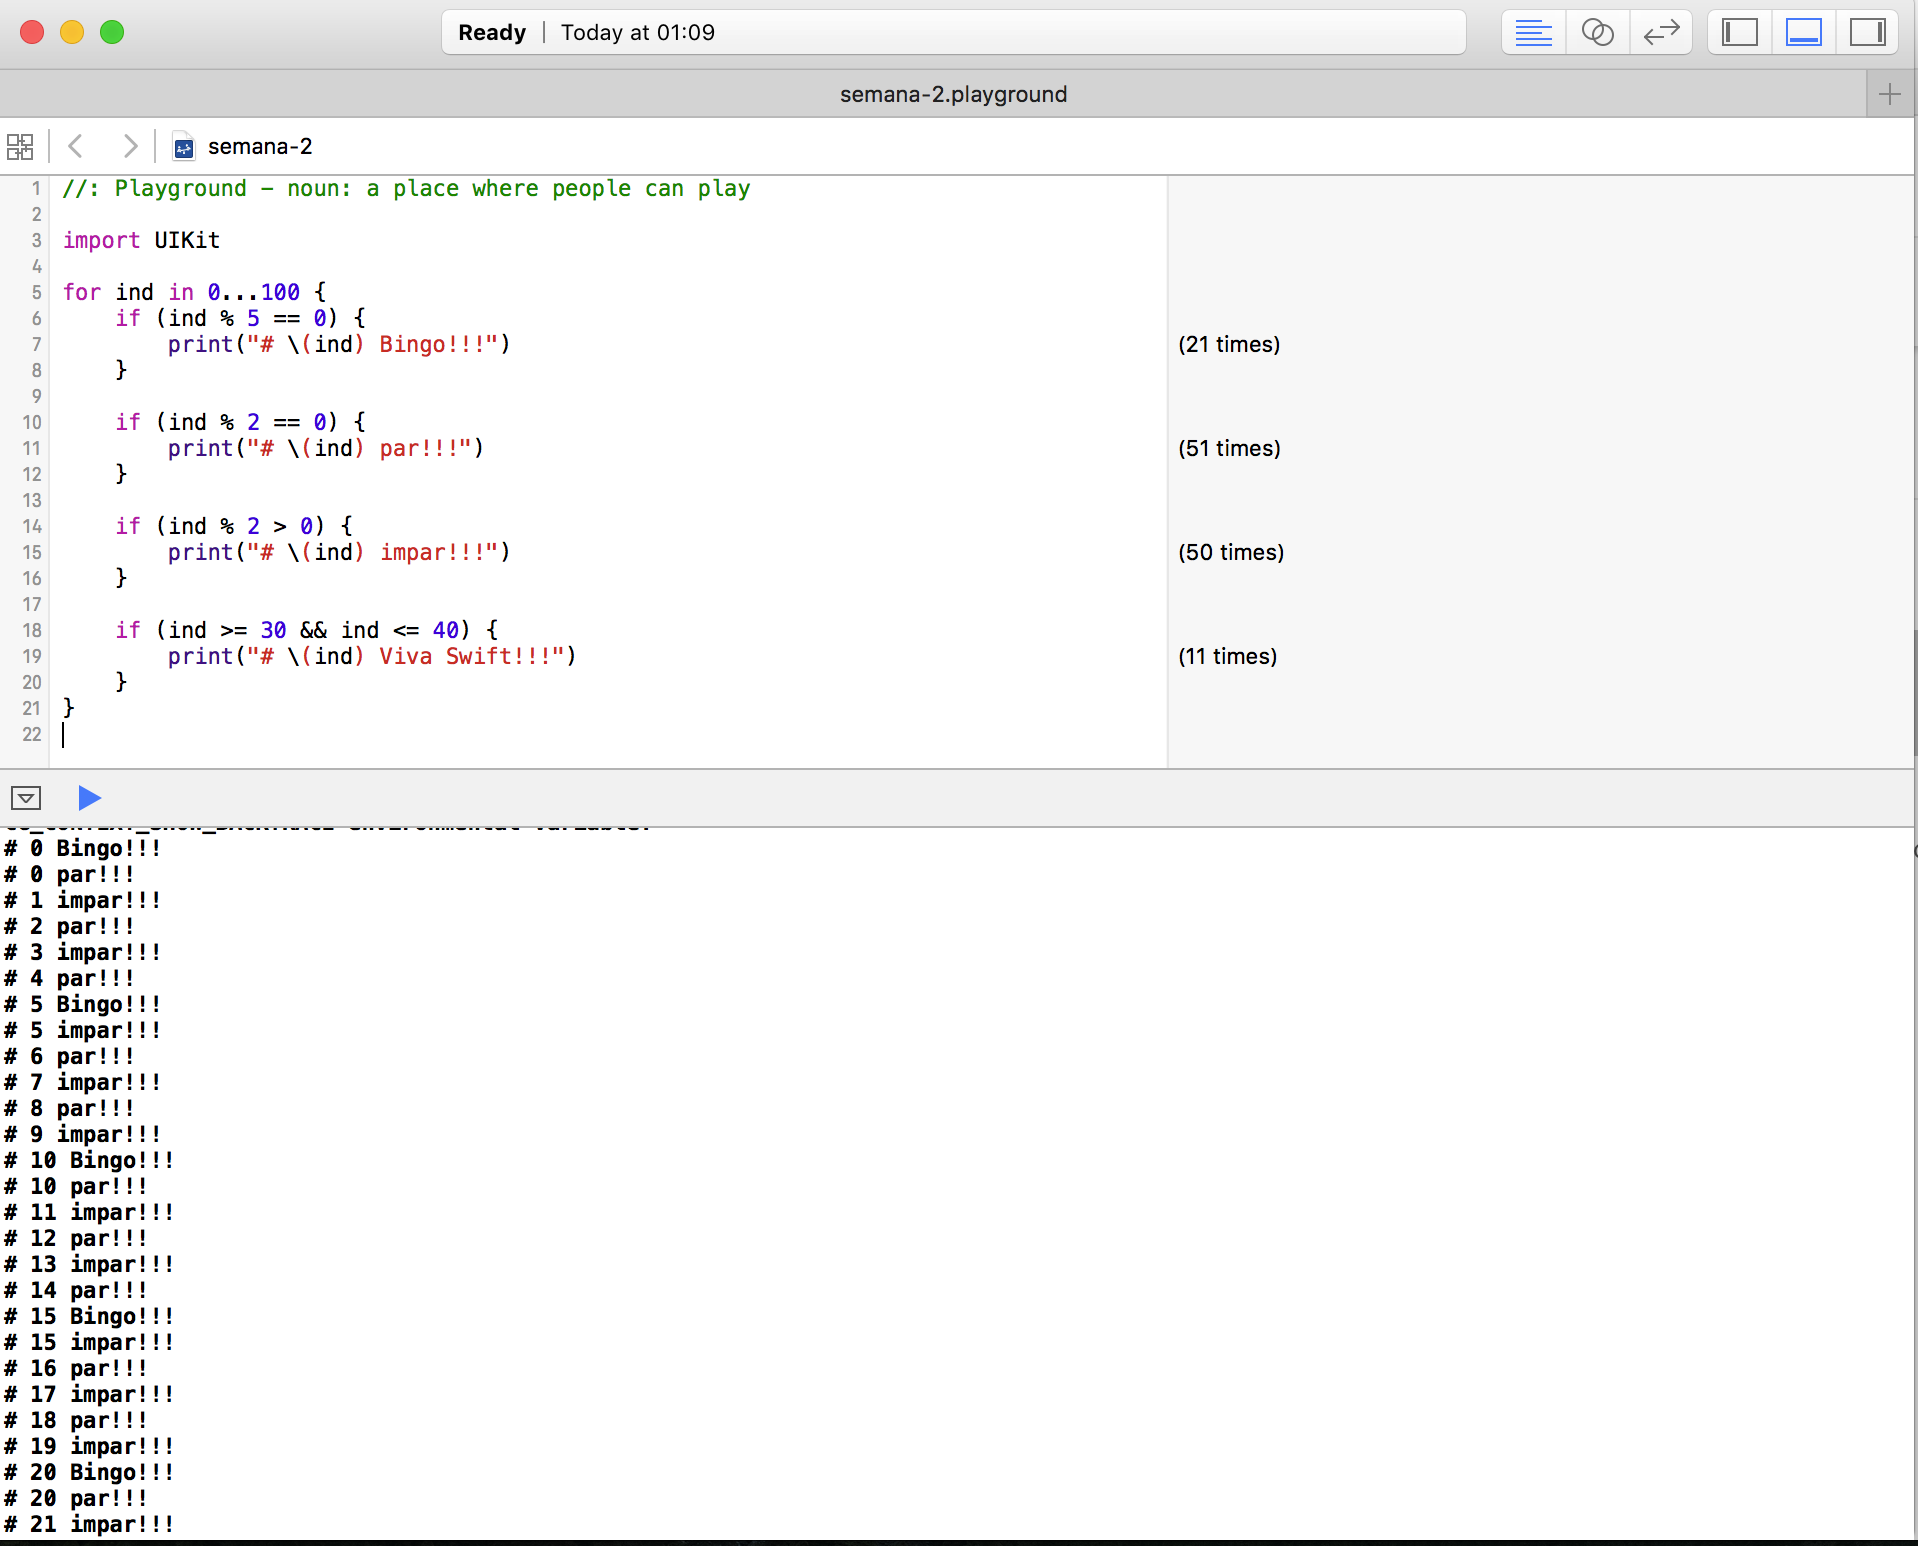 Ready | Today at 01:09
semana-2.playground
semana-2
1 //: Playground - noun: a place where people can play
2
3 import UIKit
4
5 for ind in 0...100 {
6     if (ind % 5 == 0) {
7         print("# \(ind) Bingo!!!")
(21 times)
8     }
9
10     if (ind % 2 == 0) {
11         print("# \(ind) par!!!")
(51 times)
12     }
13
14     if (ind % 2 > 0) {
15         print("# \(ind) impar!!!")
(50 times)
16     }
17
18     if (ind >= 30 && ind <= 40) {
19         print("# \(ind) Viva Swift!!!")
(11 times)
20     }
21 }
22
# 0 Bingo!!!
# 0 par!!!
# 1 impar!!!
# 2 par!!!
# 3 impar!!!
# 4 par!!!
# 5 Bingo!!!
# 5 impar!!!
# 6 par!!!
# 7 impar!!!
# 8 par!!!
# 9 impar!!!
# 10 Bingo!!!
# 10 par!!!
# 11 impar!!!
# 12 par!!!
# 13 impar!!!
# 14 par!!!
# 15 Bingo!!!
# 15 impar!!!
# 16 par!!!
# 17 impar!!!
# 18 par!!!
# 19 impar!!!
# 20 Bingo!!!
# 20 par!!!
# 21 impar!!!